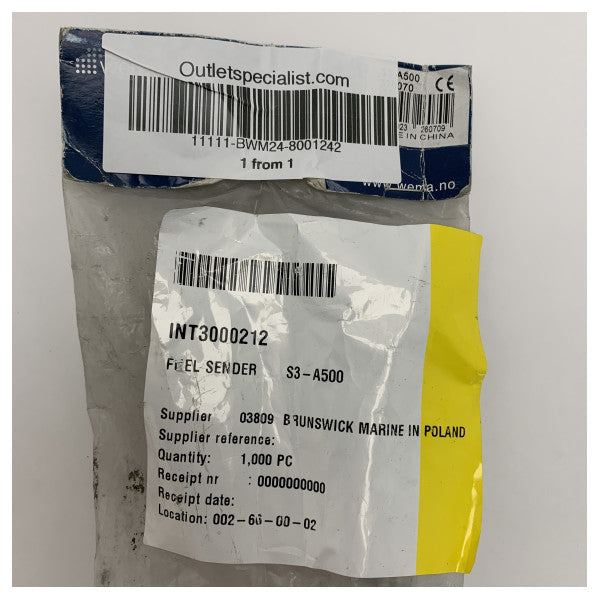 Outletspecialist.com
11111-BWM24-8001242
1 from 1
A500
070
CE
260709
E IN CHINA
www.wema.no
INT3000212
FUEL SENDER S3-A500
Supplier 03809 BRUNSWICK MARINE IN POLAND
Supplier reference:
Quantity: 1,000 PC
Receipt nr : 0000000000
Receipt date:
Location: 002-66-00-02